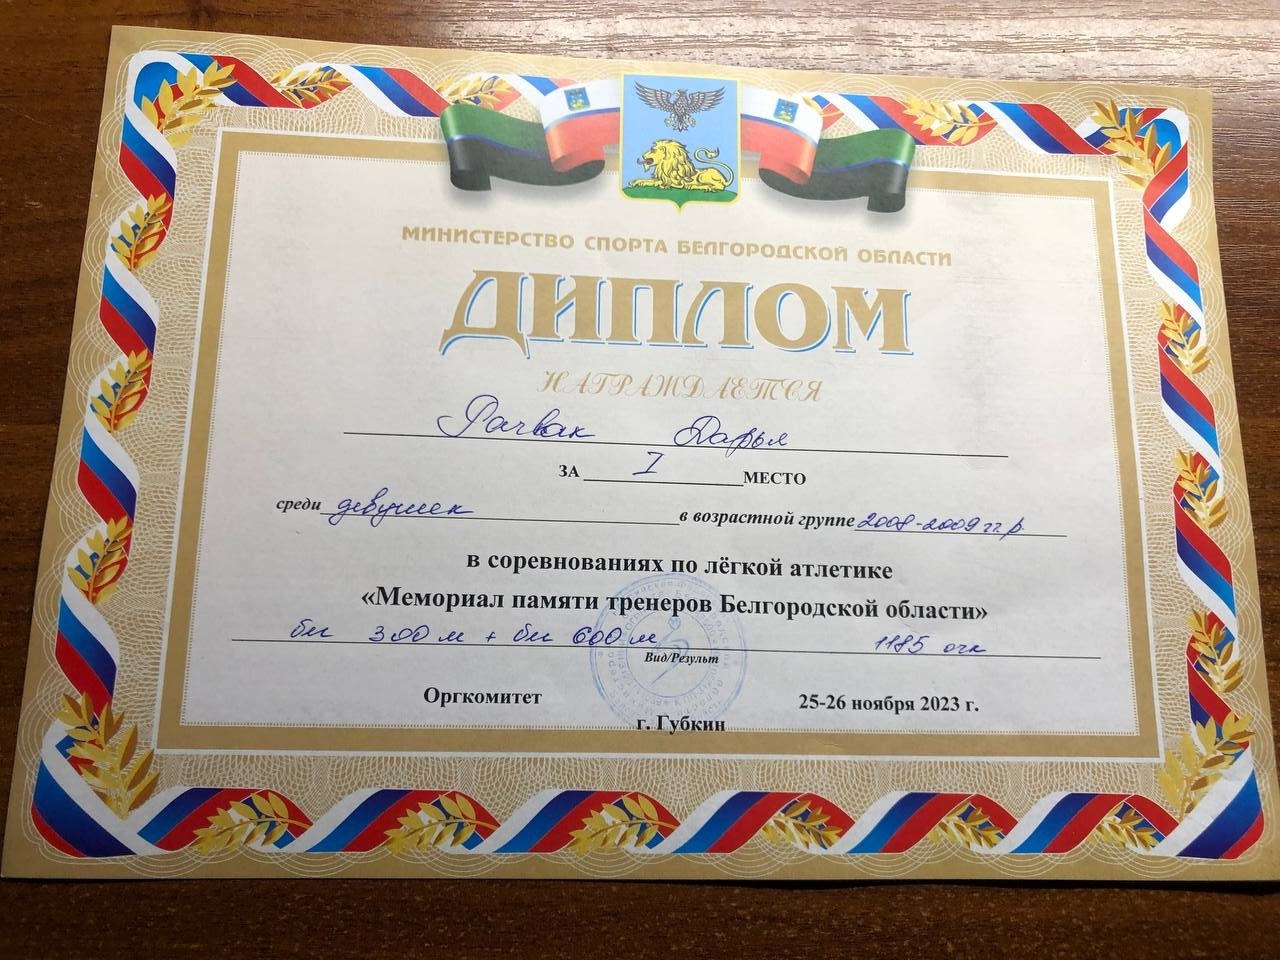 МИНИСТЕРСТВО СПОРТА БЕЛГОРОДСКОЙ ОБЛАСТИ
ДИПЛОМ
НАГРАЖДАЕТСЯ
Дарья
ЗА I МЕСТО
среди девушек в возрастной группе 2008-2009 гг.р.
в соревнованиях по лёгкой атлетике
«Мемориал памяти тренеров Белгородской области»
бег 300 м + бег 600 м 1185 очк
Вид/Результ
Оргкомитет 25-26 ноября 2023 г.
г. Губкин